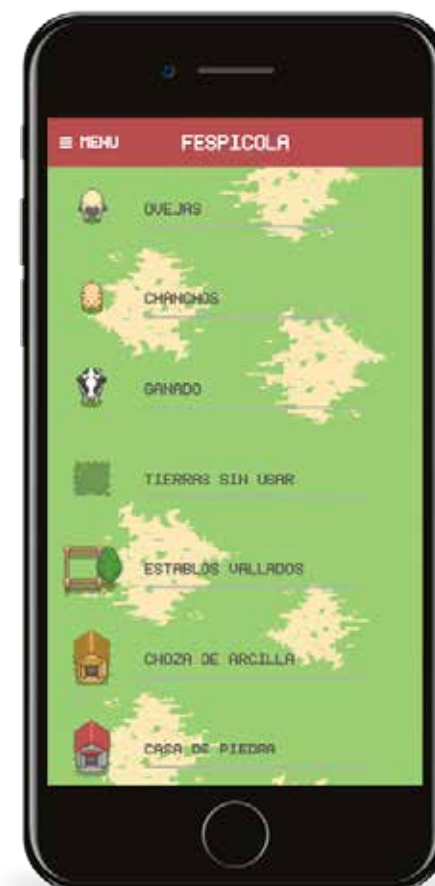 ≡ MENU FESPICOLA
OVEJAS
CHANCHOS
GANADO
TIERRAS SIN USAR
ESTABLOS VALLADOS
CHOZA DE ARCILLA
CASA DE PIEDRA